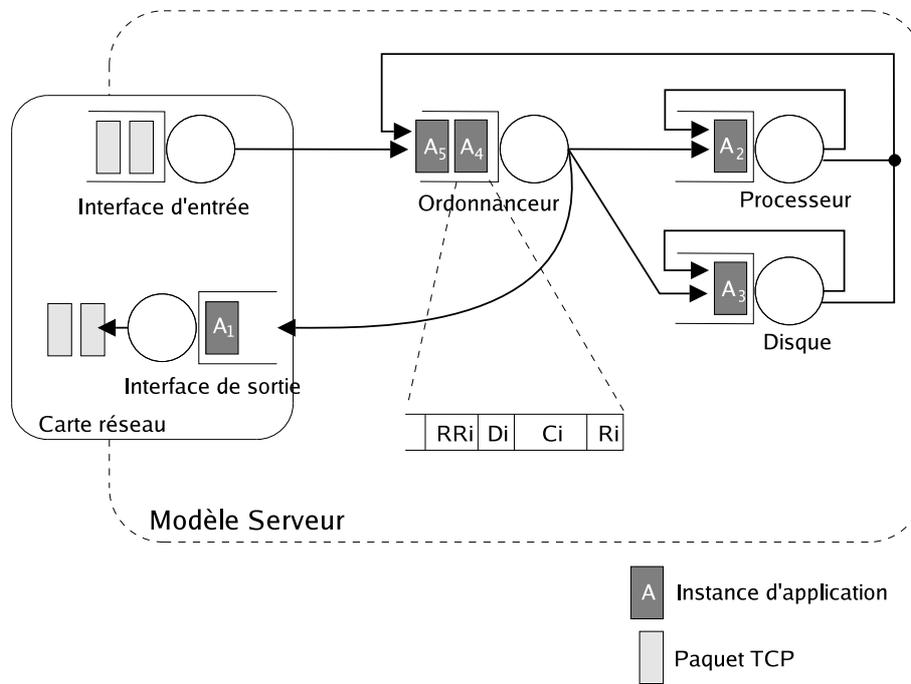 A5 A4
A2
Interface d'entrée
Ordonnanceur
Processeur
A3
A1
Disque
Interface de sortie
Carte réseau
RRi Di Ci Ri
Modèle Serveur
A Instance d'application
Paquet TCP